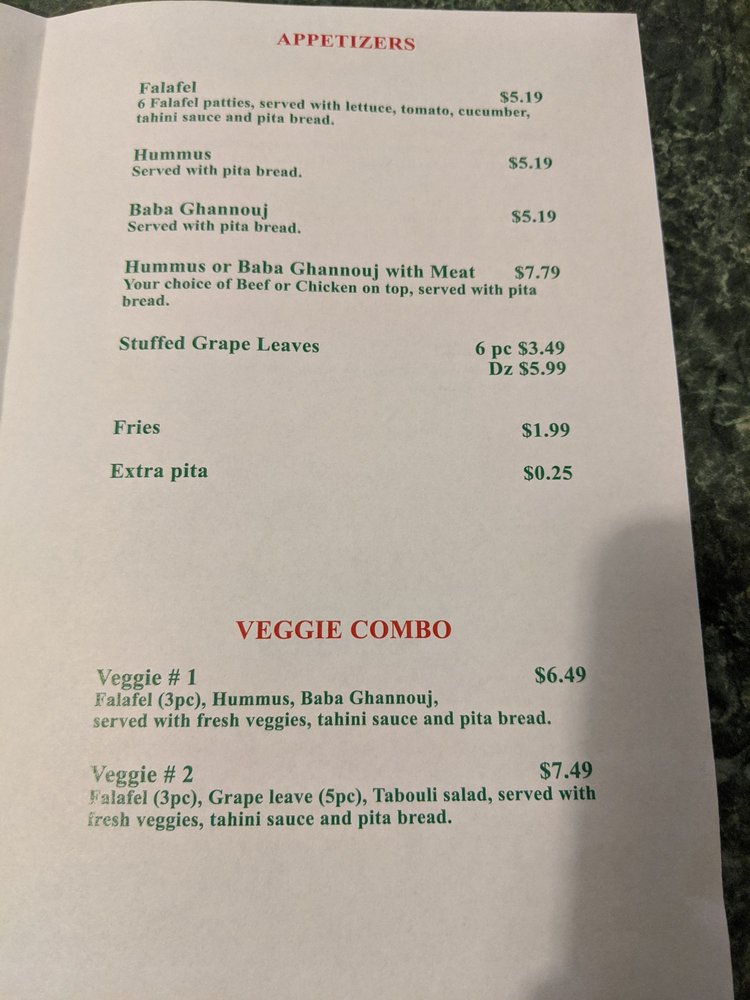 APPETIZERS
Falafel $5.19
6 Falafel patties, served with lettuce, tomato, cucumber,
tahini sauce and pita bread.
Hummus $5.19
Served with pita bread.
Baba Ghannouj $5.19
Served with pita bread.
Hummus or Baba Ghannouj with Meat $7.79
Your choice of Beef or Chicken on top, served with pita
bread.
Stuffed Grape Leaves 6 pc $3.49
Dz $5.99
Fries $1.99
Extra pita $0.25
VEGGIE COMBO
Veggie # 1 $6.49
Falafel (3pc), Hummus, Baba Ghannouj,
served with fresh veggies, tahini sauce and pita bread.
Veggie # 2 $7.49
Falafel (3pc), Grape leave (5pc), Tabouli salad, served with
fresh veggies, tahini sauce and pita bread.